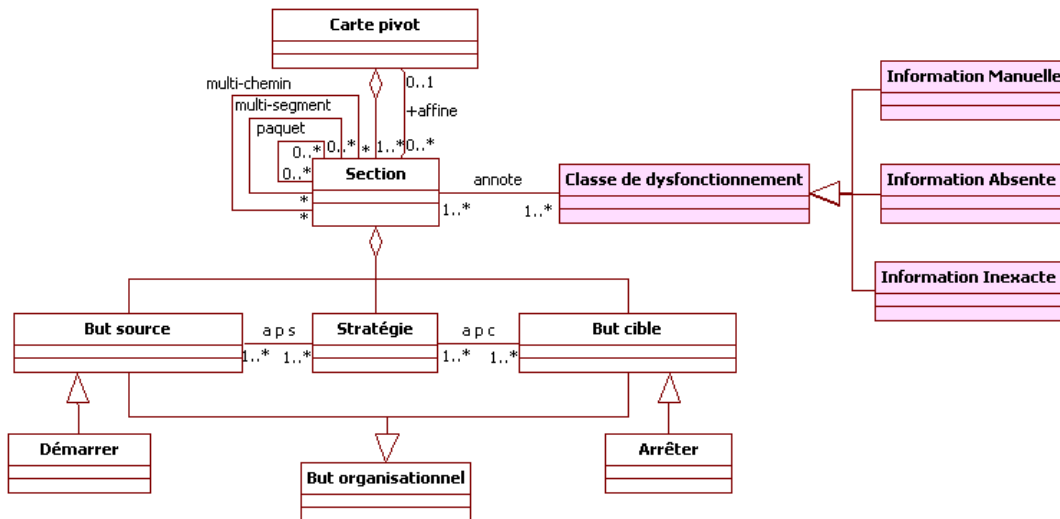 Carte pivot
multi-chemin
0..1
Information Manuelle
multi-segment
+affine
paquet
0..*
0..*
*
1..*
0..*
0..*
Section
annote
Classe de dysfonctionnement
Information Absente
*
*
1..*
1..*
Information Inexacte
But source
a p s
Stratégie
a p c
But cible
1..*
1..*
1..*
1..*
Démarrer
Arrêter
But organisationnel